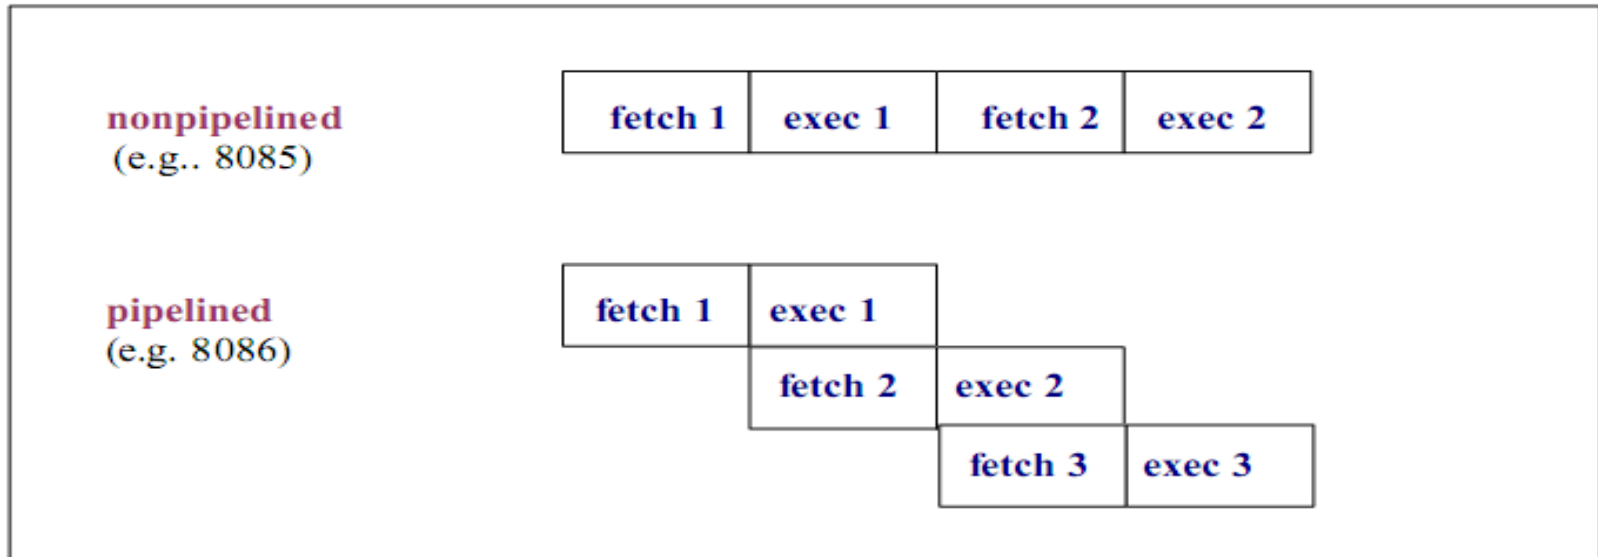 nonpipelined
(e.g.. 8085)
fetch 1 exec 1 fetch 2 exec 2
pipelined
(e.g. 8086)
fetch 1 exec 1
fetch 2 exec 2
fetch 3 exec 3